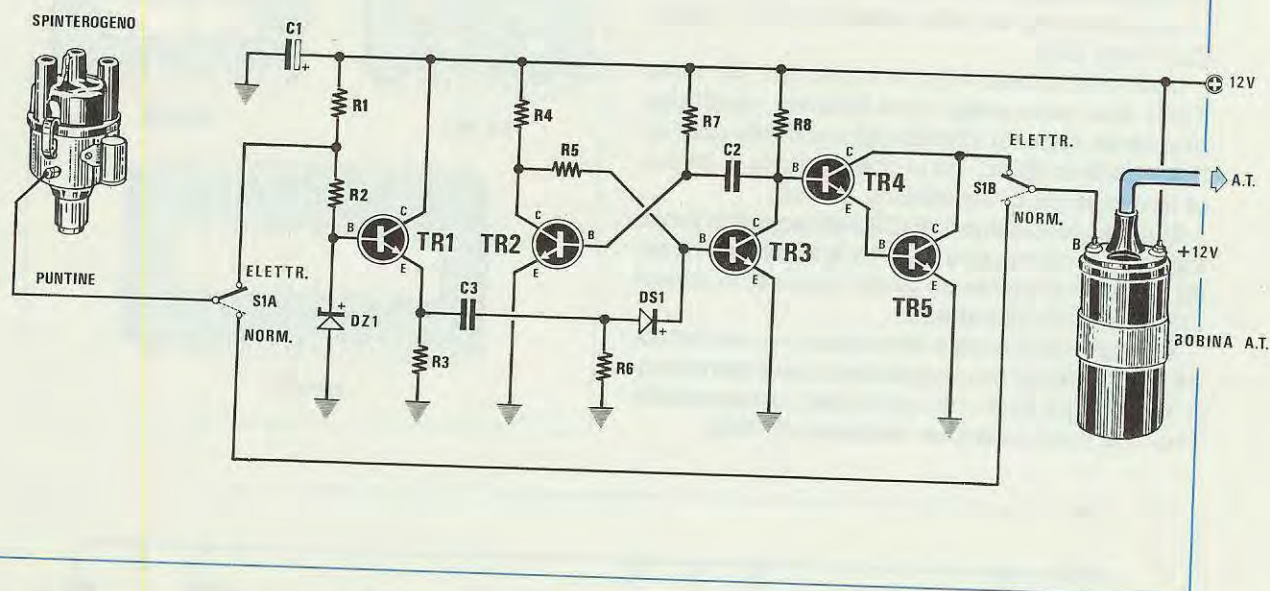 SPINTEROGENO
C1
+
12V
R1
R4
R7
R8
ELETTR.
R5
C2
C
B
TR4
E
S1B
A.T.
R2
C
B
TR1
E
C
TR2
B
E
C
B
TR3
E
C
B
TR5
E
NORM.
B
+12V
PUNTINE
ELETTR.
S1A
NORM.
+
DZ1
C3
DS1
+
R3
R6
BOBINA A.T.